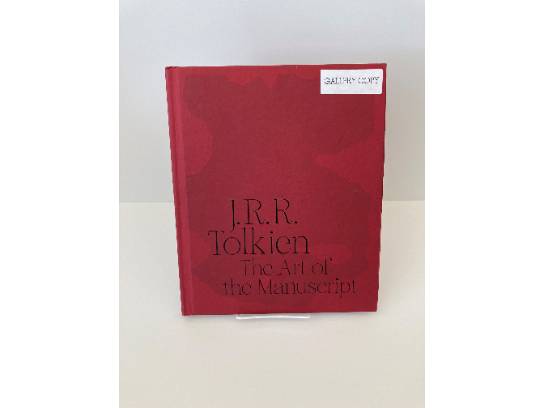 GALLERY COPY
J.R.R.
Tolkien
The Art of
the Manuscript